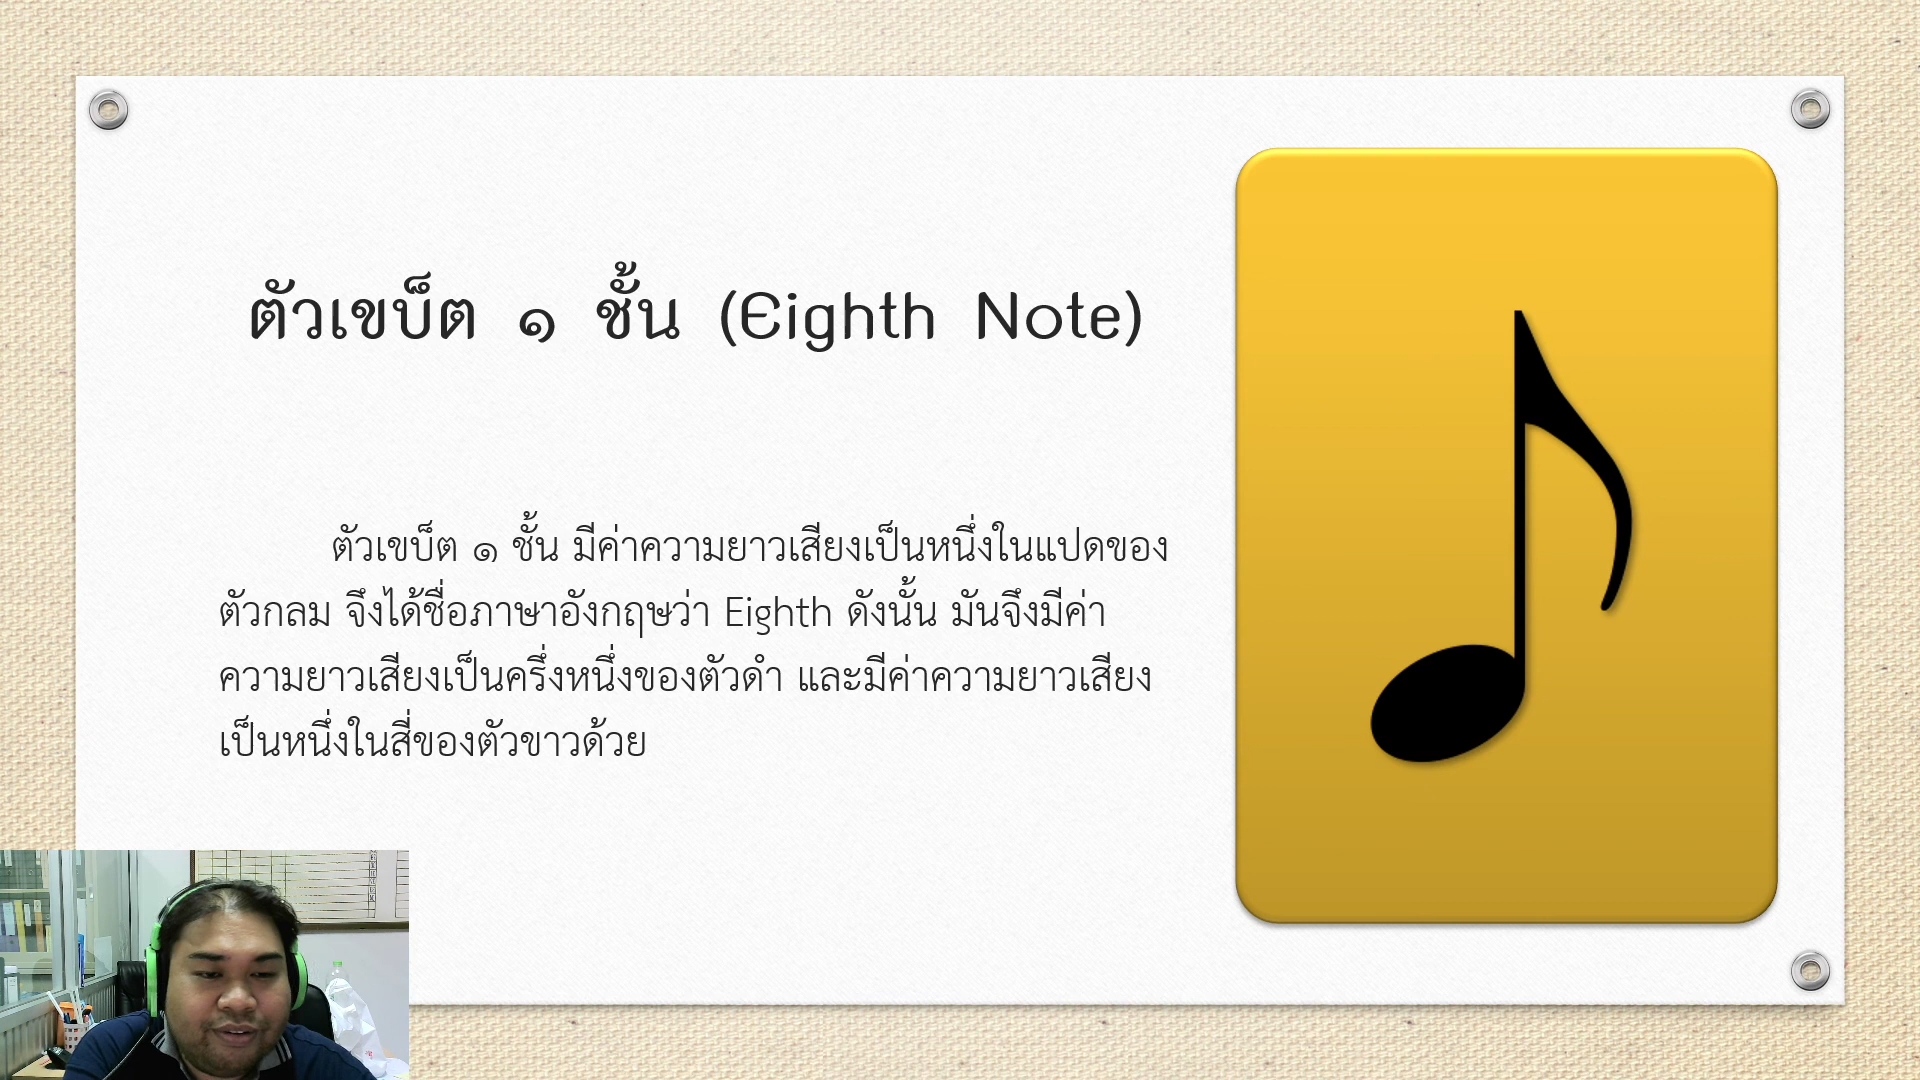 ตัวเขบ็ต ๑ ชั้น (Eighth Note)
ตัวเขบ็ต ๑ ชั้น มีค่าความยาวเสียงเป็นหนึ่งในแปดของ
ตัวกลม จึงได้ชื่อภาษาอังกฤษว่า Eighth ดังนั้น มันจึงมีค่า
ความยาวเสียงเป็นครึ่งหนึ่งของตัวดำ และมีค่าความยาวเสียง
เป็นหนึ่งในสี่ของตัวขาวด้วย